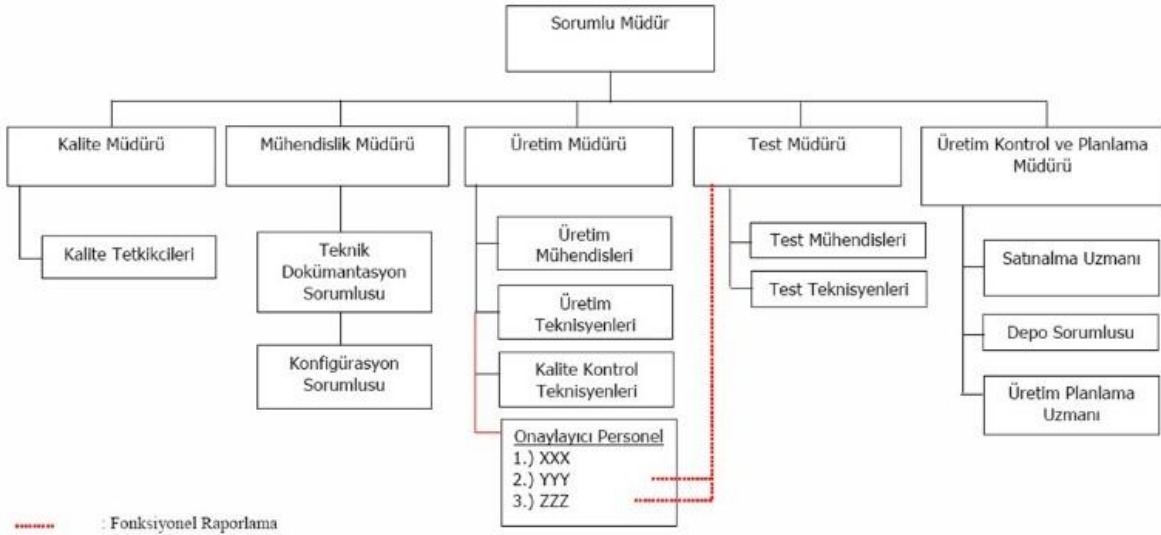 Sorumlu Müdür
Kalite Müdürü
Mühendislik Müdürü
Üretim Müdürü
Test Müdürü
Üretim Kontrol ve Planlama
Müdürü
Kalite Tetkikcileri
Teknik
Dokümantasyon
Sorumlusu
Konfigürasyon
Sorumlusu
Üretim
Mühendisleri
Üretim
Teknisyenleri
Kalite Kontrol
Teknisyenleri
Onaylayıcı Personel
1.) XXX
2.) YYY
3.) ZZZ
Test Mühendisleri
Test Teknisyenleri
Satınalma Uzmanı
Depo Sorumlusu
Üretim Planlama
Uzmanı
: Fonksiyonel Raporlama